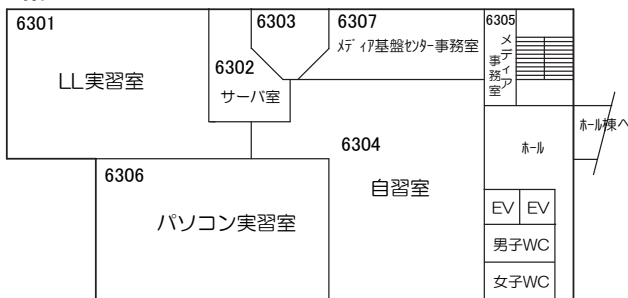 6301
LL実習室
6302
サーバ室
6303
6307
メディア基盤センター事務室
6305
メディア
事務室
ホール棟へ
6304
自習室
ホール
6306
パソコン実習室
EV
EV
男子WC
女子WC